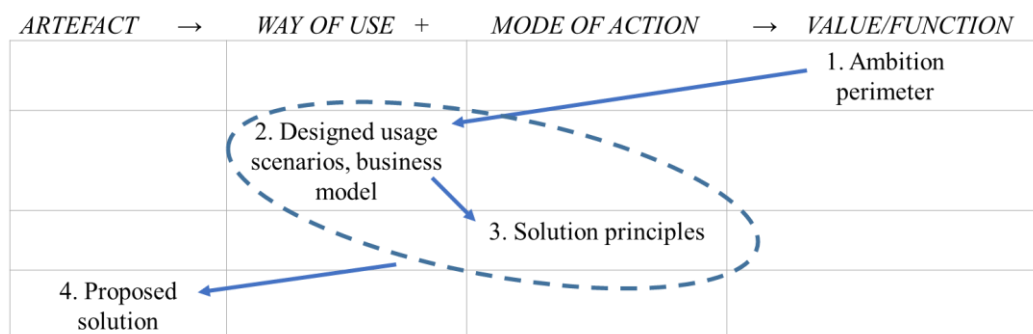 ARTEFACT → WAY OF USE + MODE OF ACTION → VALUE/FUNCTION
1. Ambition
perimeter
2. Designed usage
scenarios, business
model
3. Solution principles
4. Proposed
solution